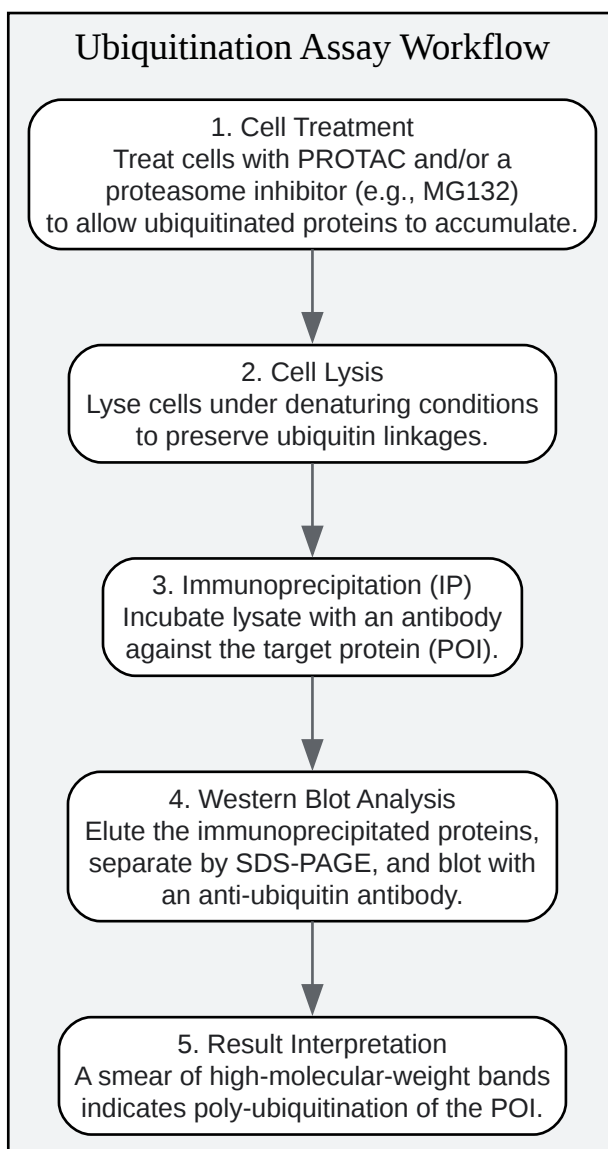 Ubiquitination Assay Workflow
1. Cell Treatment
Treat cells with PROTAC and/or a
proteasome inhibitor (e.g., MG132)
to allow ubiquitinated proteins to accumulate.
2. Cell Lysis
Lyse cells under denaturing conditions
to preserve ubiquitin linkages.
3. Immunoprecipitation (IP)
Incubate lysate with an antibody
against the target protein (POI).
4. Western Blot Analysis
Elute the immunoprecipitated proteins,
separate by SDS-PAGE, and blot with
an anti-ubiquitin antibody.
5. Result Interpretation
A smear of high-molecular-weight bands
indicates poly-ubiquitination of the POI.